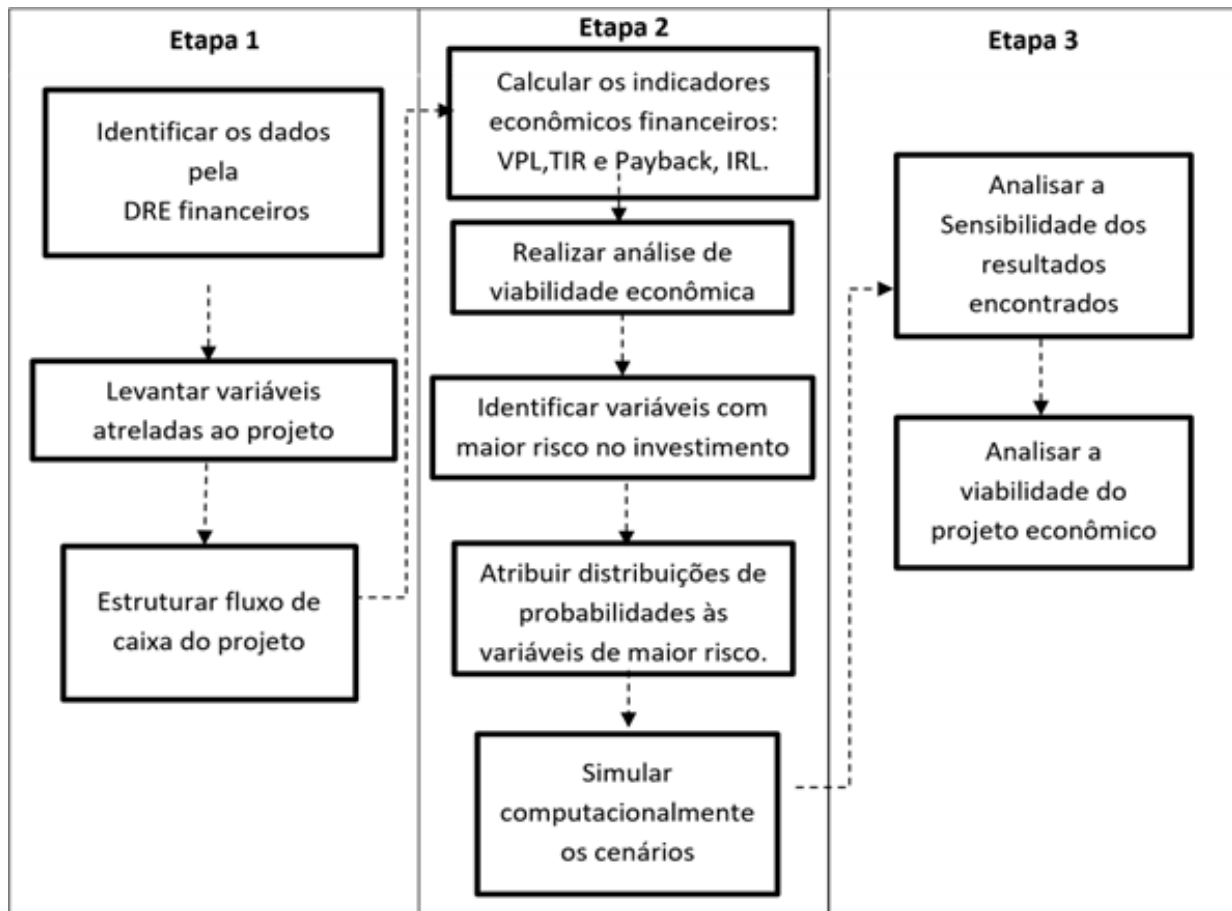 Etapa 1
Identificar os dados
pela
DRE financeiros
Levantar variáveis
atreladas ao projeto
Estruturar fluxo de
caixa do projeto
Etapa 2
Calcular os indicadores
econômicos financeiros:
VPL,TIR e Payback, IRL.
Realizar análise de
viabilidade econômica
Identificar variáveis com
maior risco no investimento
Atribuir distribuições de
probabilidades às
variáveis de maior risco.
Simular
computacionalmente
os cenários
Etapa 3
Analisar a
Sensibilidade dos
resultados
encontrados
Analisar a
viabilidade do
projeto econômico